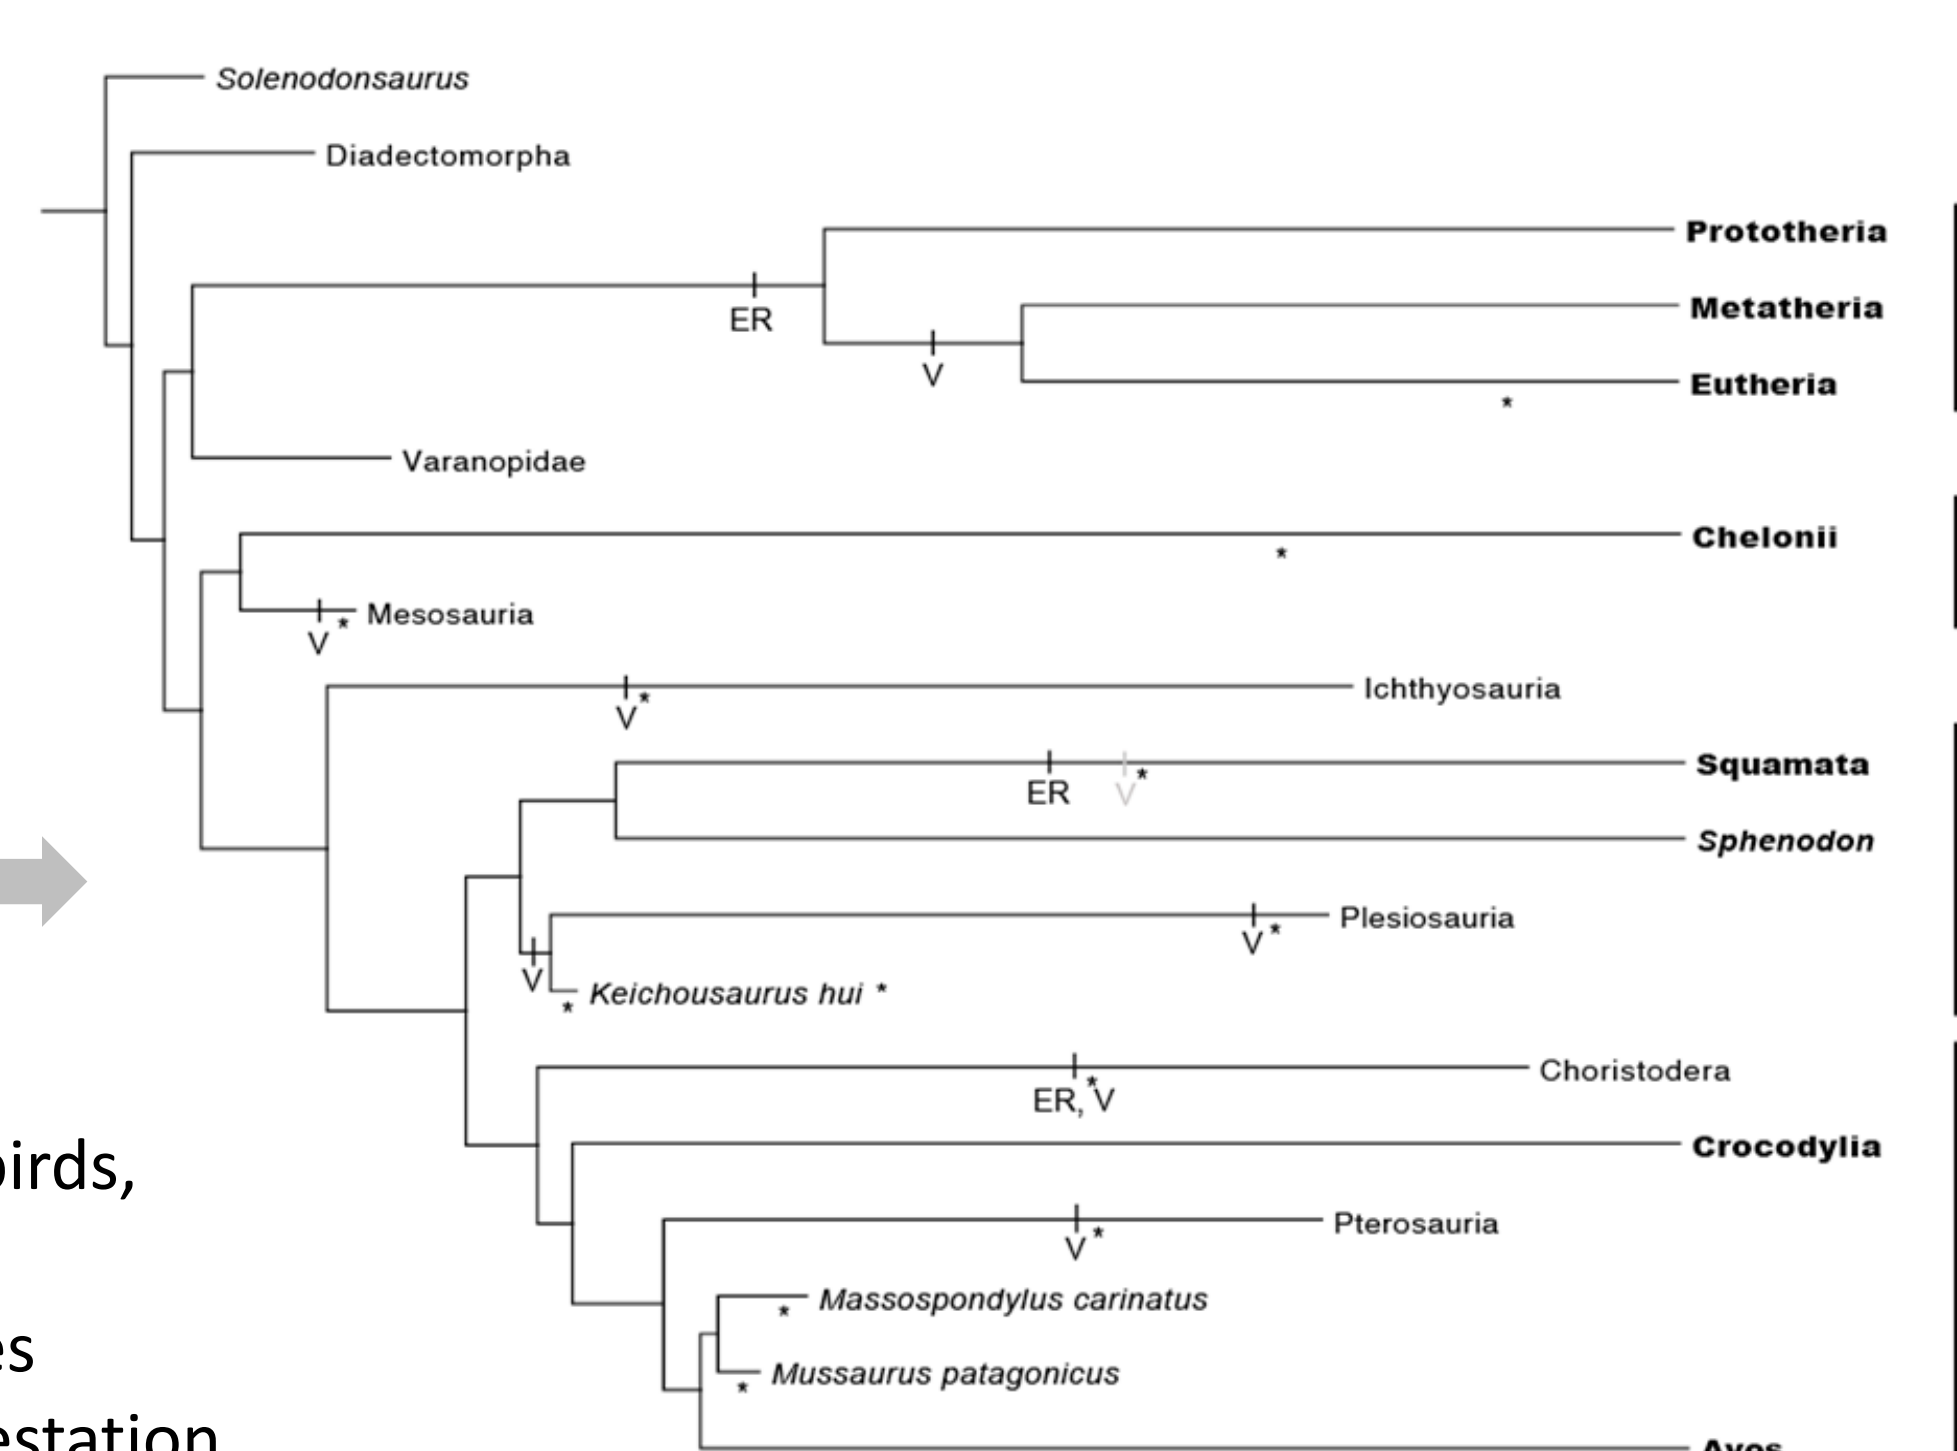 Solenodonsaurus
Diadectomorpha
Prototheria
ER
Metatheria
V
Eutheria
*
Varanopidae
Chelonii
*
Mesosauria
V *
Ichthyosauria
V *
Squamata
ER V *
Sphenodon
Plesiosauria
V *
V
Keichousaurus hui *
*
Choristodera
ER, V *
Crocodylia
birds,
Pterosauria
V *
Massospondylus carinatus
*
es
Mussaurus patagonicus
*
estation
Aves